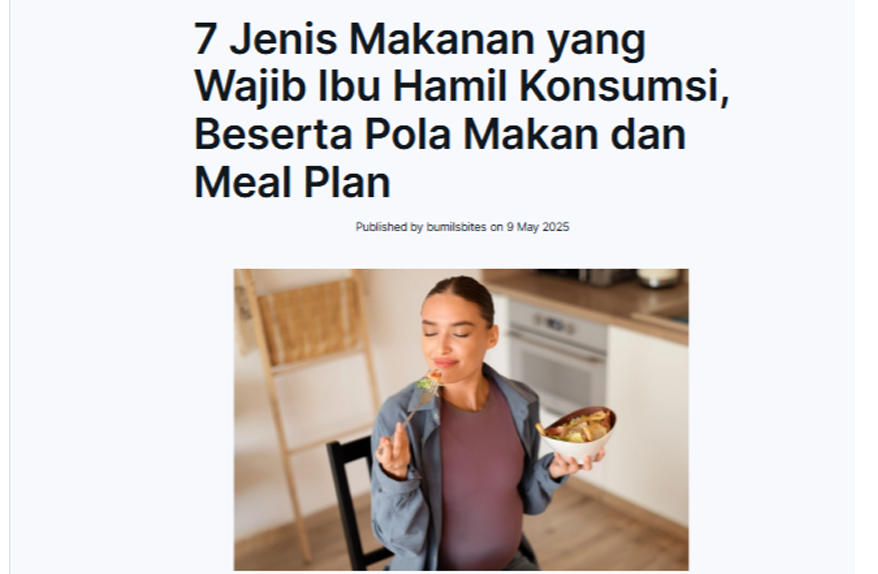 7 Jenis Makanan yang
Wajib Ibu Hamil Konsumsi,
Beserta Pola Makan dan
Meal Plan
Published by bumilsbites on 9 May 2025